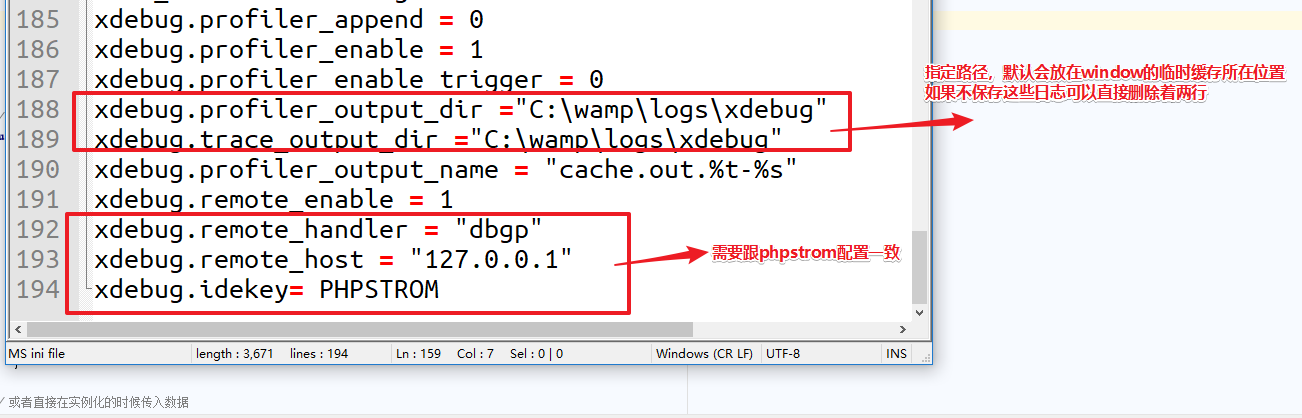 185 xdebug.profiler_append = 0
186 xdebug.profiler_enable = 1
187 xdebug.profiler_enable_trigger = 0
188 xdebug.profiler_output_dir ="C:\wamp\logs\xdebug"
189 xdebug.trace_output_dir ="C:\wamp\logs\xdebug"
190 xdebug.profiler_output_name = "cache.out.%t-%s"
191 xdebug.remote_enable = 1
192 xdebug.remote_handler = "dbgp"
193 xdebug.remote_host = "127.0.0.1"
194 xdebug.idekey= PHPSTROM
指定路径，默认会放在window的临时缓存所在位置
如果不保存这些日志可以直接删除着两行
需要跟phpstrom配置一致
MS ini file length : 3,671 lines : 194 Ln : 159 Col : 7 Sel : 0 | 0 Windows (CR LF) UTF-8 INS
/ 或者直接在实例化的时候传入数据